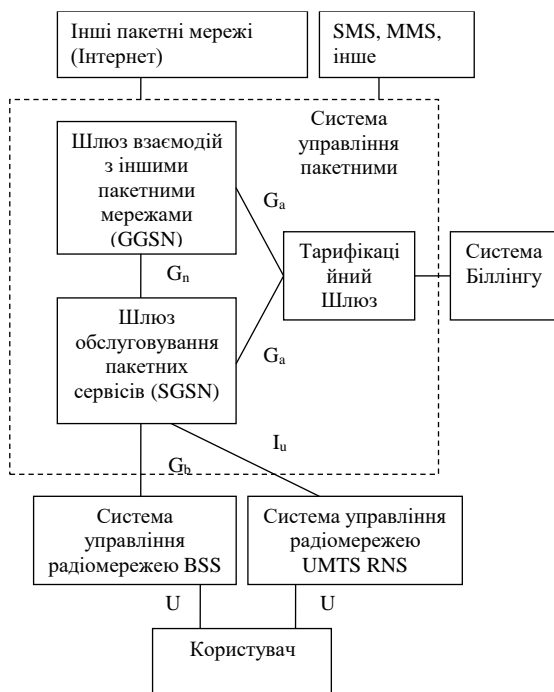 Інші пакетні мережі
(Інтернет)
SMS, MMS,
інше
Система
управління
пакетними
Шлюз взаємодій
з іншими
пакетними
мережами
(GGSN)
Gₐ
Тарифікаці
йний
Шлюз
Система
Біллінгу
Gₙ
Шлюз
обслуговування
пакетних
сервісів (SGSN)
Gₐ
Iᵤ
G_b
Система
управління
радіомережею BSS
Система управління
радіомережею
UMTS RNS
U
U
Користувач